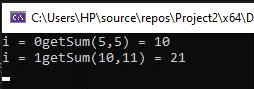 C:\Users\HP\source\repos\Project2\x64\D
i = 0getSum(5,5) = 10
i = 1getSum(10,11) = 21